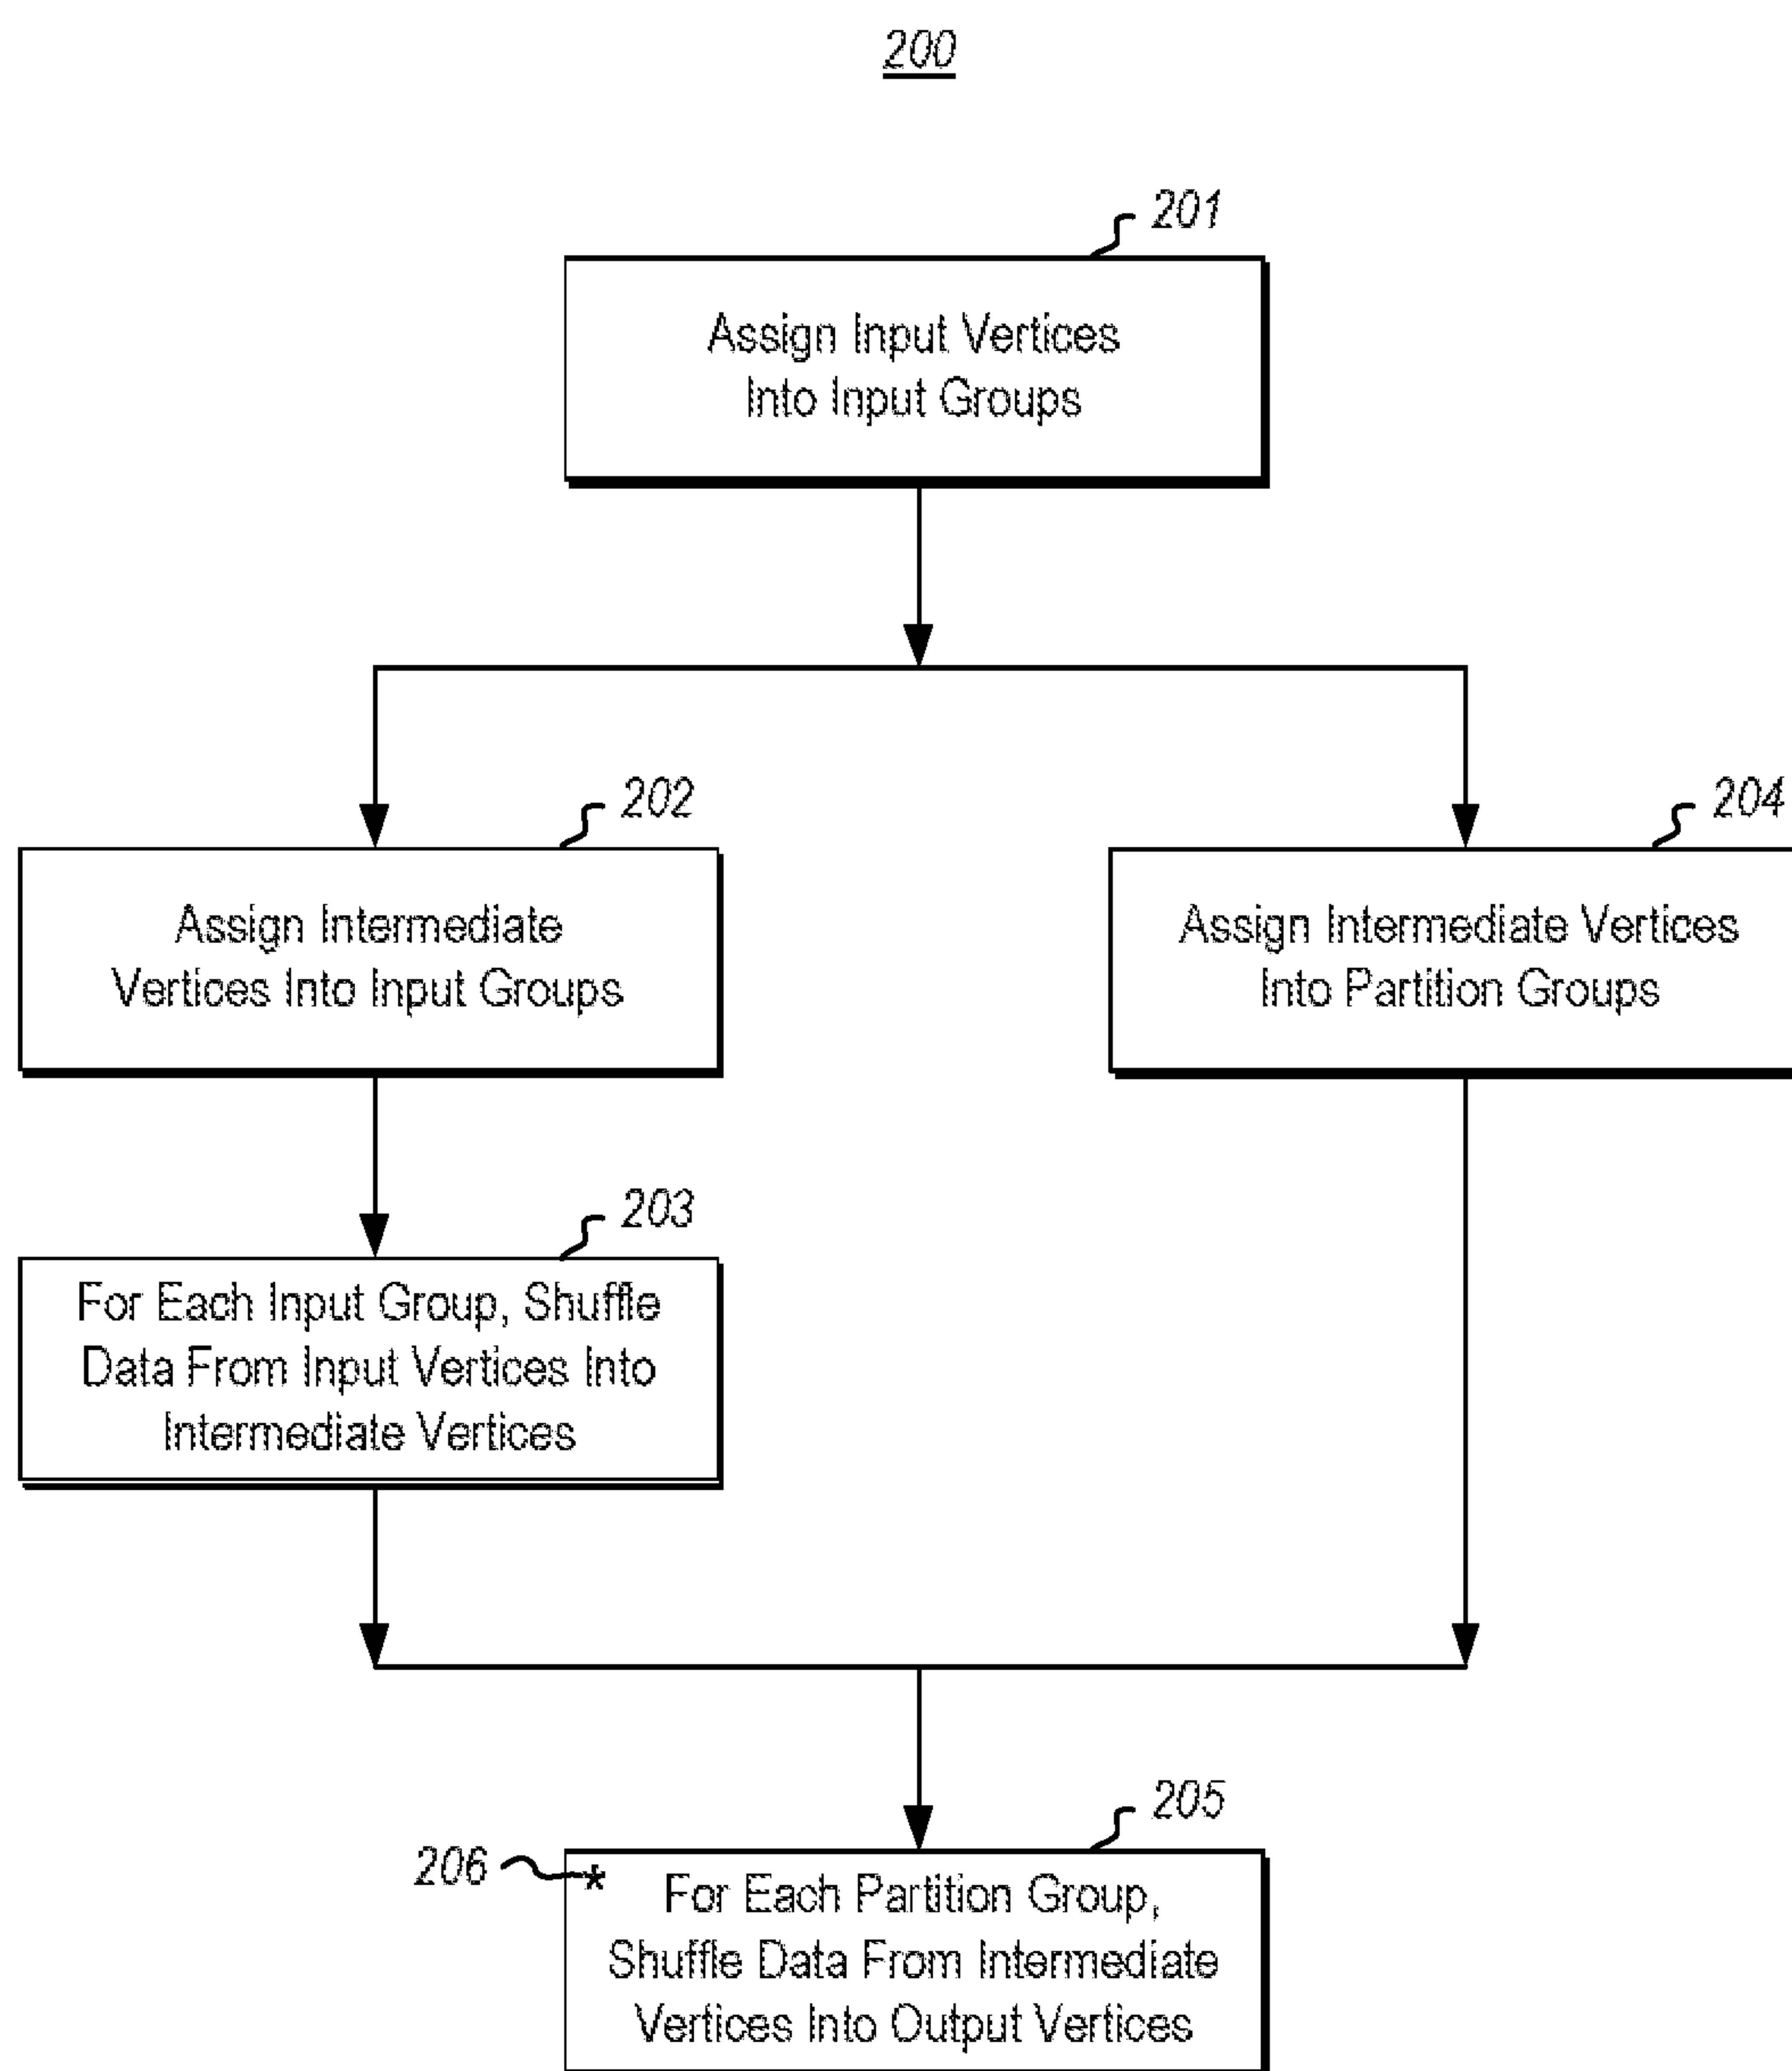 200
201
Assign Input Vertices
Into Input Groups
202
Assign Intermediate
Vertices Into Input Groups
204
Assign Intermediate Vertices
Into Partition Groups
203
For Each Input Group, Shuffle
Data From Input Vertices Into
Intermediate Vertices
205
206 * For Each Partition Group,
Shuffle Data From Intermediate
Vertices Into Output Vertices